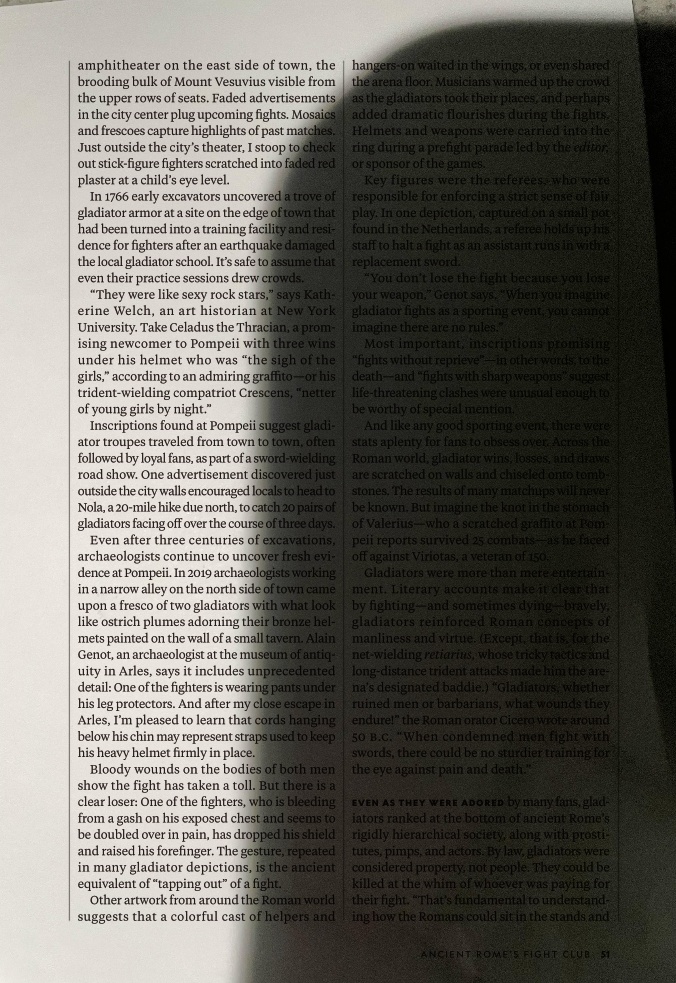 amphitheater on the east side of town, the
brooding bulk of Mount Vesuvius visible from
the upper rows of seats. Faded advertisements
in the city center plug upcoming fights. Mosaics
and frescoes capture highlights of past matches.
Just outside the city's theater, I stoop to check
out stick-figure fighters scratched into faded red
plaster at a child's eye level.
In 1766 early excavators uncovered a trove of
gladiator armor at a site on the edge of town that
had been turned into a training facility and resi-
dence for fighters after an earthquake damaged
the local gladiator school. It's safe to assume that
even their practice sessions drew crowds.
"They were like sexy rock stars," says Kath-
erine Welch, an art historian at New York
University. Take Celadus the Thracian, a prom-
ising newcomer to Pompeii with three wins
under his helmet who was "the sigh of the
girls," according to an admiring graffito—or his
trident-wielding compatriot Crescens, "netter
of young girls by night."
Inscriptions found at Pompeii suggest gladi-
ator troupes traveled from town to town, often
followed by loyal fans, as part of a sword-wielding
road show. One advertisement discovered just
outside the city walls encouraged locals to head to
Nola, a 20-mile hike due north, to catch 20 pairs of
gladiators facing off over the course of three days.
Even after three centuries of excavations,
archaeologists continue to uncover fresh evi-
dence at Pompeii. In 2019 archaeologists working
in a narrow alley on the north side of town came
upon a fresco of two gladiators with what look
like ostrich plumes adorning their bronze hel-
mets painted on the wall of a small tavern. Alain
Genot, an archaeologist at the museum of antiq-
uity in Arles, says it includes unprecedented
detail: One of the fighters is wearing pants under
his leg protectors. And after my close escape in
Arles, I'm pleased to learn that cords hanging
below his chin may represent straps used to keep
his heavy helmet firmly in place.
Bloody wounds on the bodies of both men
show the fight has taken a toll. But there is a
clear loser: One of the fighters, who is bleeding
from a gash on his exposed chest and seems to
be doubled over in pain, has dropped his shield
and raised his forefinger. The gesture, repeated
in many gladiator depictions, is the ancient
equivalent of "tapping out" of a fight.
Other artwork from around the Roman world
suggests that a colorful cast of helpers and
hangers-on waited in the wings, or even shared
the arena floor. Musicians warmed up the crowd
as the gladiators took their places, and perhaps
added dramatic flourishes during the fights.
Helmets and weapons were carried into the
ring during a prefight parade led by the editor,
or sponsor of the games.
Key figures were the referees, who were
responsible for enforcing a strict sense of fair
play. In one depiction, captured on a small pot
found in the Netherlands, a referee holds up his
staff to halt a fight as an assistant runs in with a
replacement sword.
"You don't lose the fight because you lose
your weapon," Genot says. "When you imagine
gladiator fights as a sporting event, you cannot
imagine there are no rules."
Most important, inscriptions promising
"fights without reprieve"—in other words, to the
death—and "fights with sharp weapons" suggest
life-threatening clashes were unusual enough to
be worthy of special mention.
And like any good sporting event, there were
stats aplenty for fans to obsess over. Across the
Roman world, gladiator wins, losses, and draws
are scratched on walls and chiseled onto tomb-
stones. The results of many matchups will never
be known. But imagine the knot in the stomach
of Valerius—who a scratched graffito at Pom-
peii reports survived 25 combats—as he faced
off against Viriotas, a veteran of 150.
Gladiators were more than mere entertain-
ment. Literary accounts make it clear that
by fighting—and sometimes dying—bravely,
gladiators reinforced Roman concepts of
manliness and virtue. (Except, that is, for the
net-wielding retiarius, whose tricky tactics and
long-distance trident attacks made him the are-
na's designated baddie.) "Gladiators, whether
ruined men or barbarians, what wounds they
endure!" the Roman orator Cicero wrote around
50 B.C. "When condemned men fight with
swords, there could be no sturdier training for
the eye against pain and death."
EVEN AS THEY WERE ADORED by many fans, glad-
iators ranked at the bottom of ancient Rome's
rigidly hierarchical society, along with prosti-
tutes, pimps, and actors. By law, gladiators were
considered property, not people. They could be
killed at the whim of whoever was paying for
their fight. "That's fundamental to understand-
ing how the Romans could sit in the stands and
ANCIENT ROME'S FIGHT CLUB 51